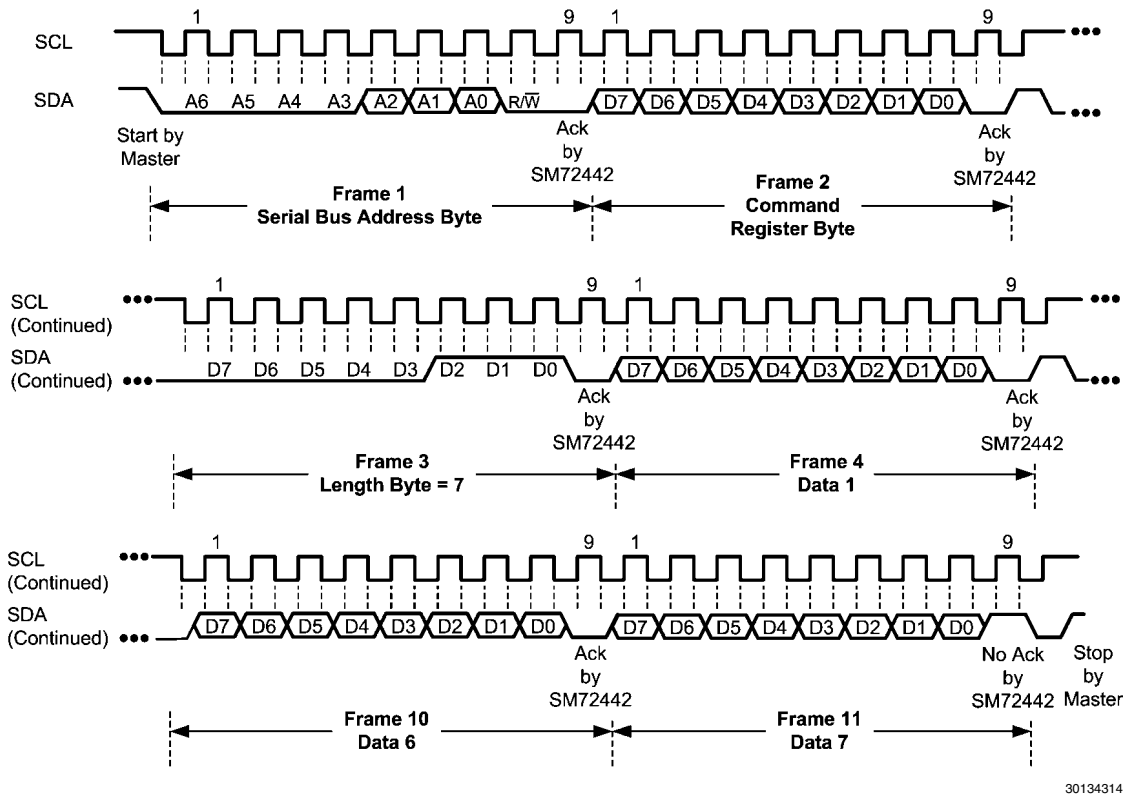 1 9 1 9
SCL
SDA A6 A5 A4 A3 A2 A1 A0 R/W̅ D7 D6 D5 D4 D3 D2 D1 D0
Start by
Master
Ack
by
SM72442
Ack
by
SM72442
Frame 1
Serial Bus Address Byte
Frame 2
Command
Register Byte
1 9 1 9
SCL
(Continued)
SDA
(Continued)
D7 D6 D5 D4 D3 D2 D1 D0 D7 D6 D5 D4 D3 D2 D1 D0
Ack
by
SM72442
Ack
by
SM72442
Frame 3
Length Byte = 7
Frame 4
Data 1
1 9 1 9
SCL
(Continued)
SDA
(Continued)
D7 D6 D5 D4 D3 D2 D1 D0 D7 D6 D5 D4 D3 D2 D1 D0
Ack
by
SM72442
No Ack
by
SM72442
Stop
by
Master
Frame 10
Data 6
Frame 11
Data 7
30134314